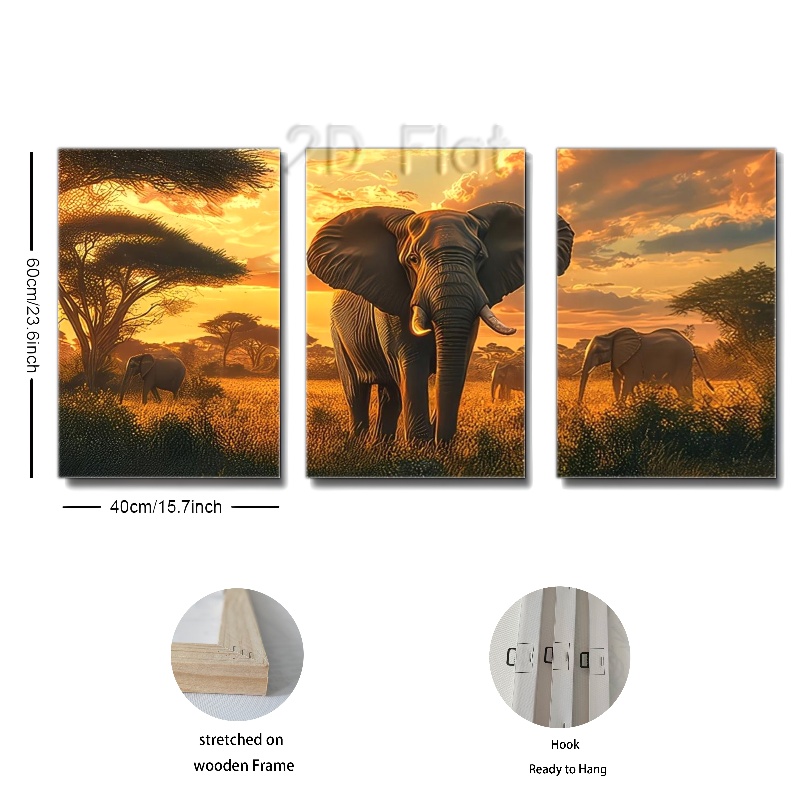 2D Flat
60cm/23.6inch
40cm/15.7inch
stretched on
wooden Frame
Hook
Ready to Hang